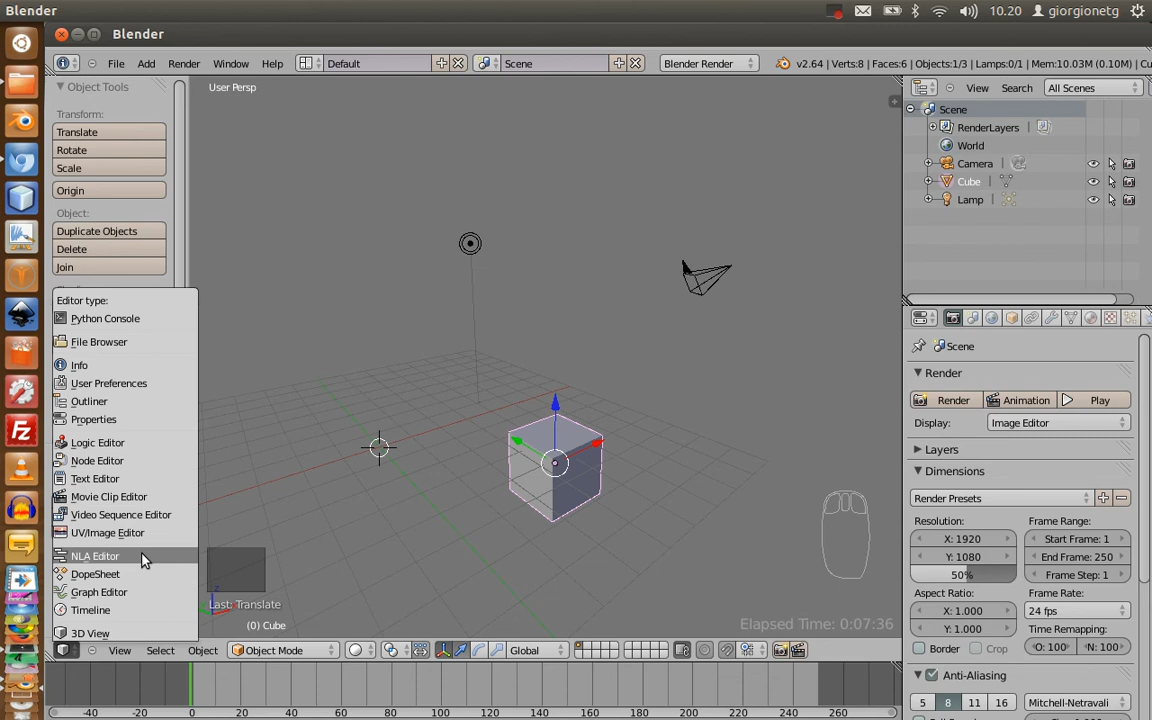 Blender
10.20
giorgionetg
Blender
File
Add
Render
Window
Help
Default
Scene
Blender Render
v2.64 | Verts:8 | Faces:6 | Objects:1/3 | Lamps:0/1 | Mem:10.03M (0.10M) | Cu
Object Tools
User Persp
View
Search
All Scenes
Transform:
Translate
Rotate
Scale
Origin
Object:
Duplicate Objects
Delete
Join
Scene
RenderLayers
World
Camera
Cube
Lamp
Editor type:
Python Console
File Browser
Info
User Preferences
Outliner
Properties
Logic Editor
Node Editor
Text Editor
Movie Clip Editor
Video Sequence Editor
UV/Image Editor
NLA Editor
DopeSheet
Graph Editor
Timeline
3D View
Last: Translate
(0) Cube
Elapsed Time: 0:07:36
View
Select
Object
Object Mode
Global
-40
-20
0
20
40
60
80
100
120
140
160
180
200
220
240
260
280
Scene
Render
Render
Animation
Play
Display:
Image Editor
Layers
Dimensions
Render Presets
Resolution:
Frame Range:
X: 1920
Start Frame: 1
Y: 1080
End Frame: 250
50%
Frame Step: 1
Aspect Ratio:
Frame Rate:
X: 1.000
24 fps
Y: 1.000
Time Remapping:
Border
Crop
O: 100
N: 100
Anti-Aliasing
5
8
11
16
Mitchell-Netravali